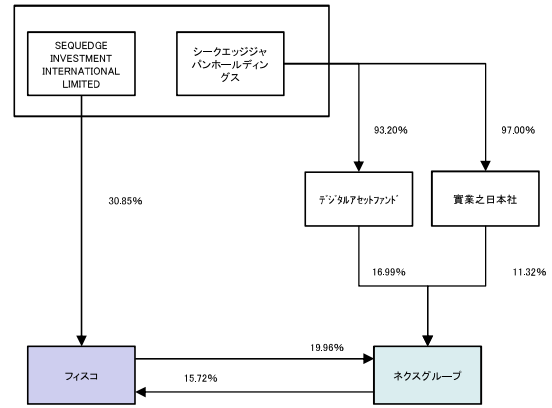 SEQUEDGE
INVESTMENT
INTERNATIONAL
LIMITED
シークエッジジャ
パンホールディン
グス
93.20%
97.00%
30.85%
デジタルアセットファンド
實業之日本社
16.99%
11.32%
19.96%
フィスコ
15.72%
ネクスグループ